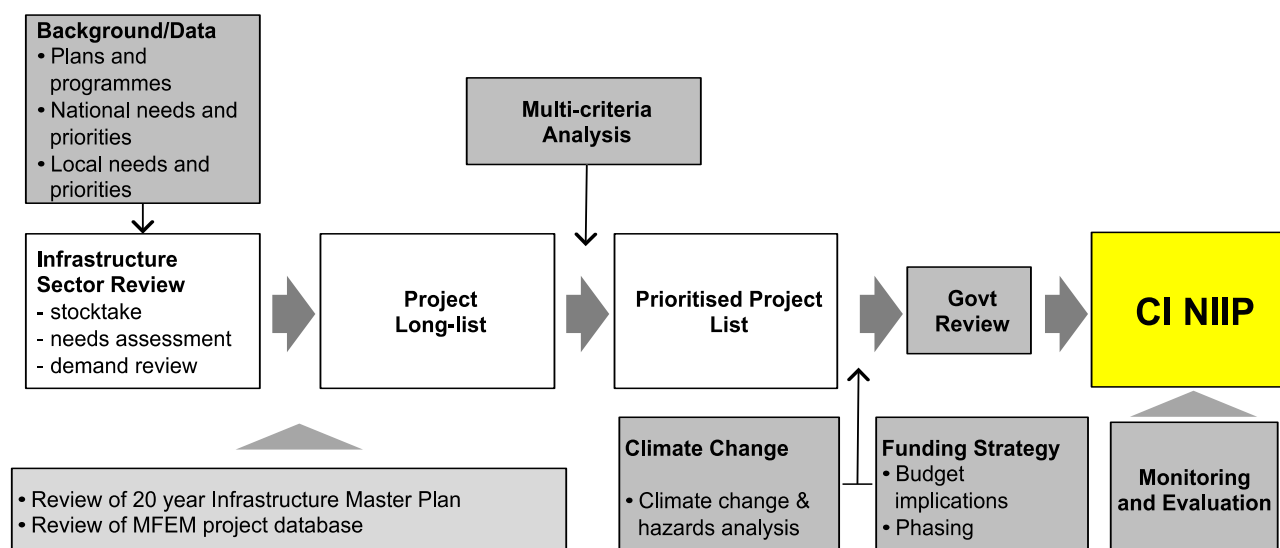 Background/Data
• Plans and
programmes
• National needs and
priorities
• Local needs and
priorities
Multi-criteria
Analysis
Infrastructure
Sector Review
- stocktake
- needs assessment
- demand review
Project
Long-list
Prioritised Project
List
Govt
Review
CI NIIP
• Review of 20 year Infrastructure Master Plan
• Review of MFEM project database
Climate Change
• Climate change &
hazards analysis
Funding Strategy
• Budget
implications
• Phasing
Monitoring
and Evaluation